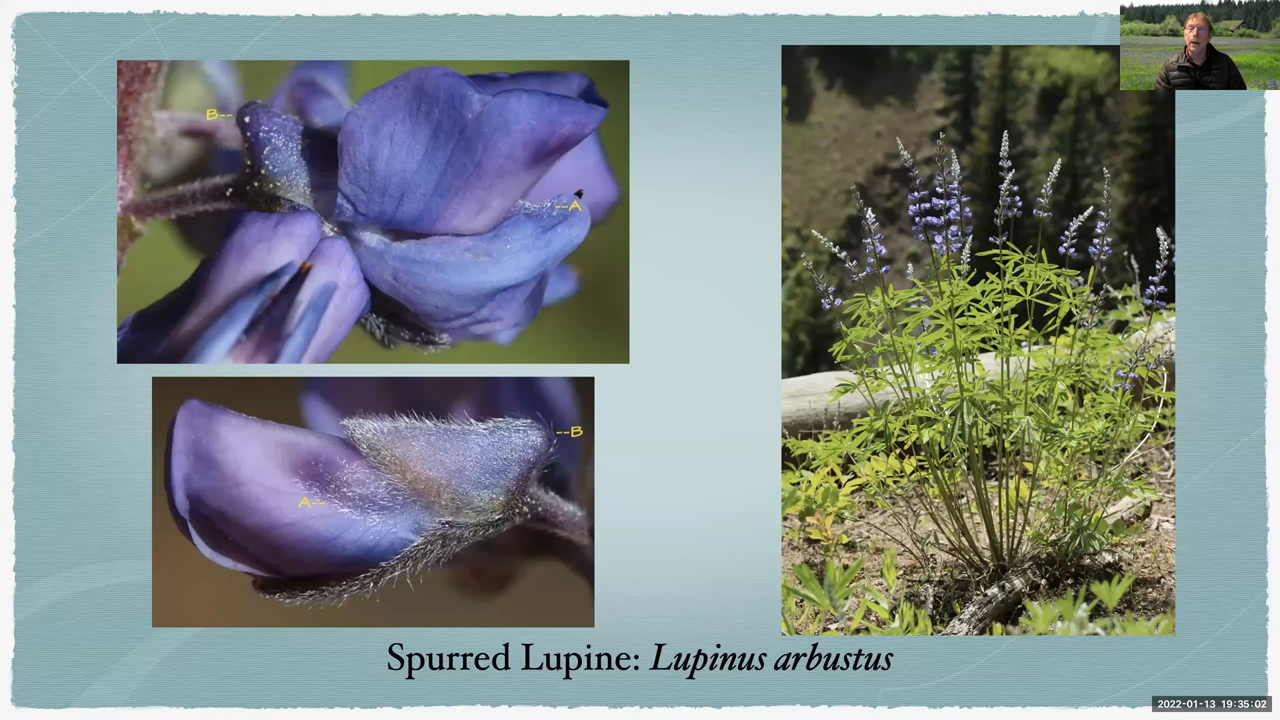 B--
--A
--B
A--
Spurred Lupine: Lupinus arbustus
2022-01-13 19:35:02